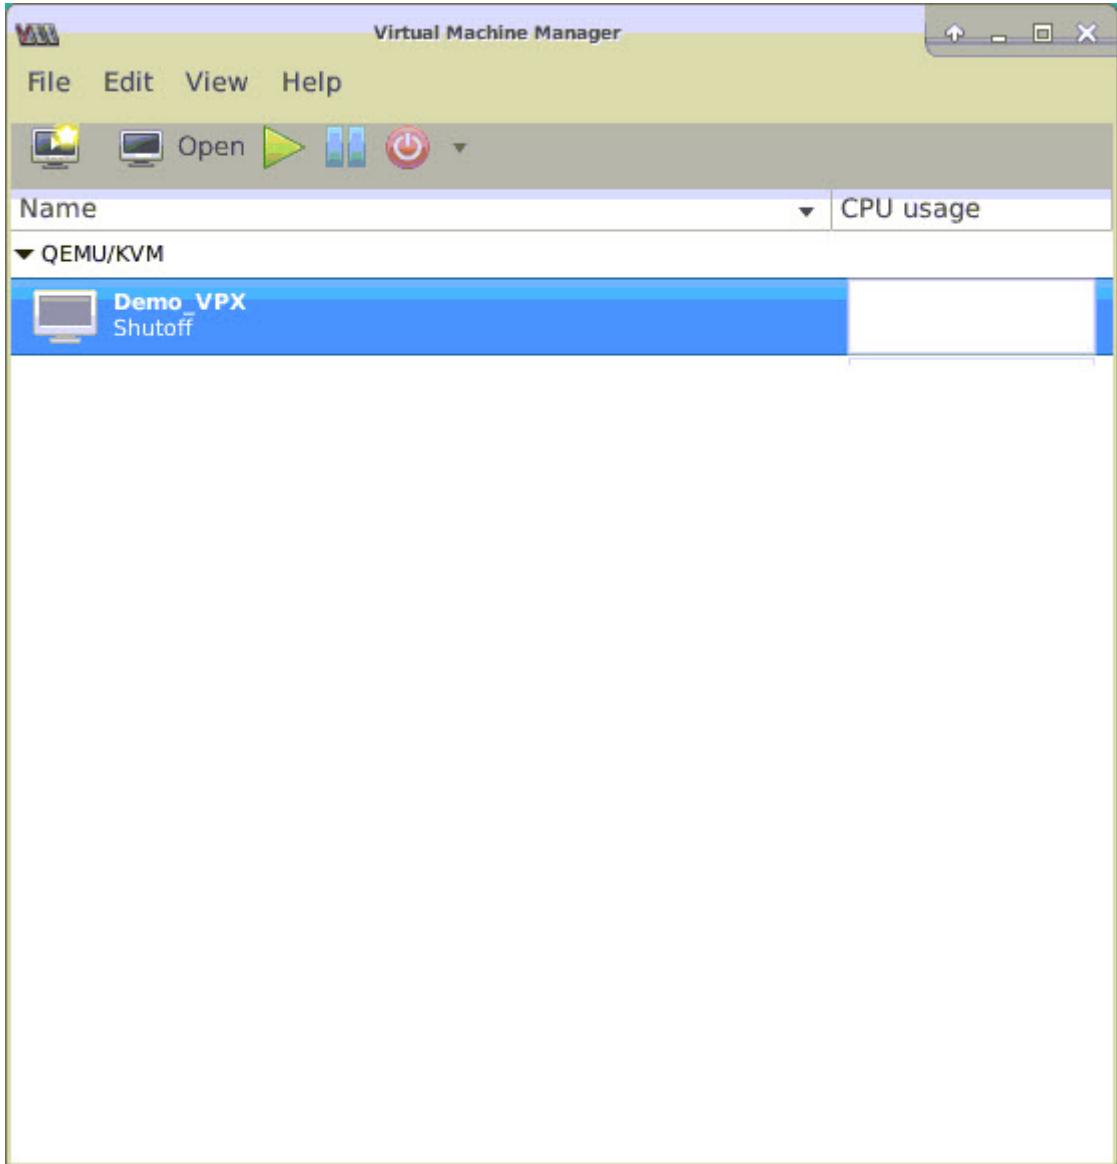 Virtual Machine Manager
File Edit View Help
Open
Name CPU usage
QEMU/KVM
Demo_VPX
Shutoff